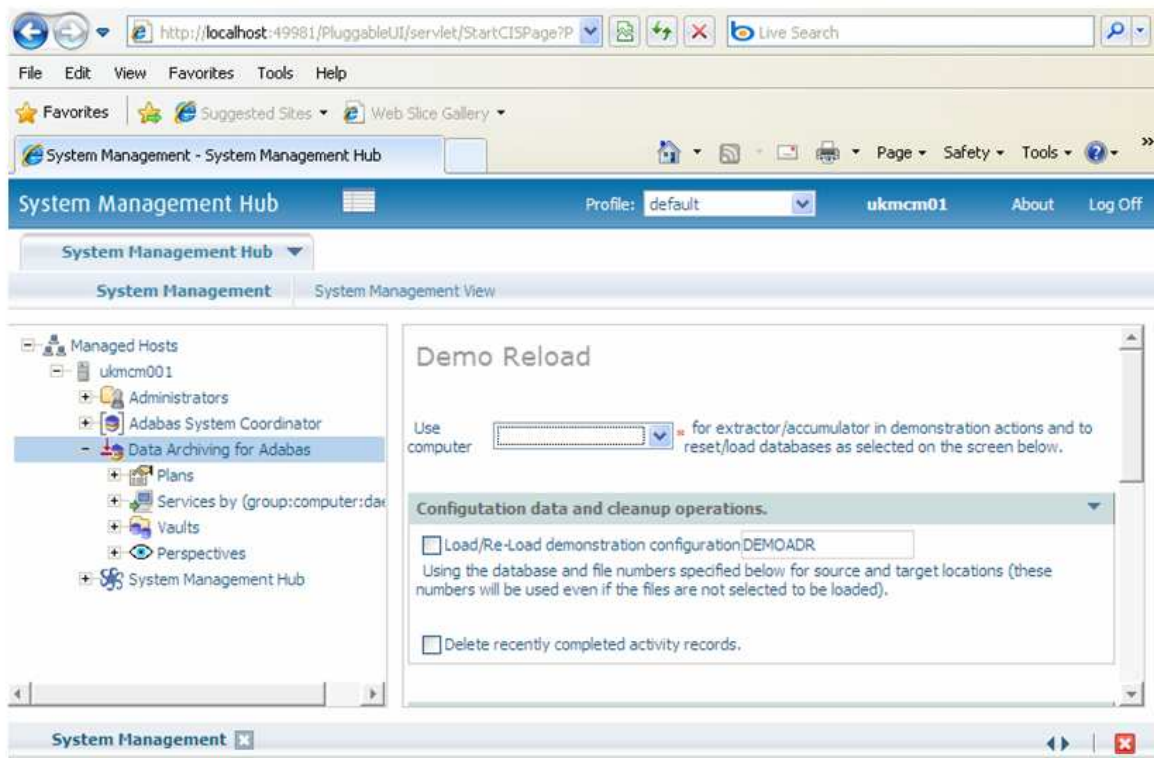 http://localhost:49981/PluggableUI/servlet/StartCISPage?P
Live Search
File Edit View Favorites Tools Help
Favorites Suggested Sites Web Slice Gallery
System Management - System Management Hub
Page Safety Tools
System Management Hub
Profile: default ukmcm01 About Log Off
System Management Hub
System Management System Management View
Managed Hosts
ukmcm001
Administrators
Adabas System Coordinator
Data Archiving for Adabas
Plans
Services by (group:computer:dae
Vaults
Perspectives
System Management Hub
Demo Reload
Use computer * for extractor/accumulator in demonstration actions and to
reset/load databases as selected on the screen below.
Configutation data and cleanup operations.
Load/Re-Load demonstration configuration DEMOADR
Using the database and file numbers specified below for source and target locations (these
numbers will be used even if the files are not selected to be loaded).
Delete recently completed activity records.
System Management